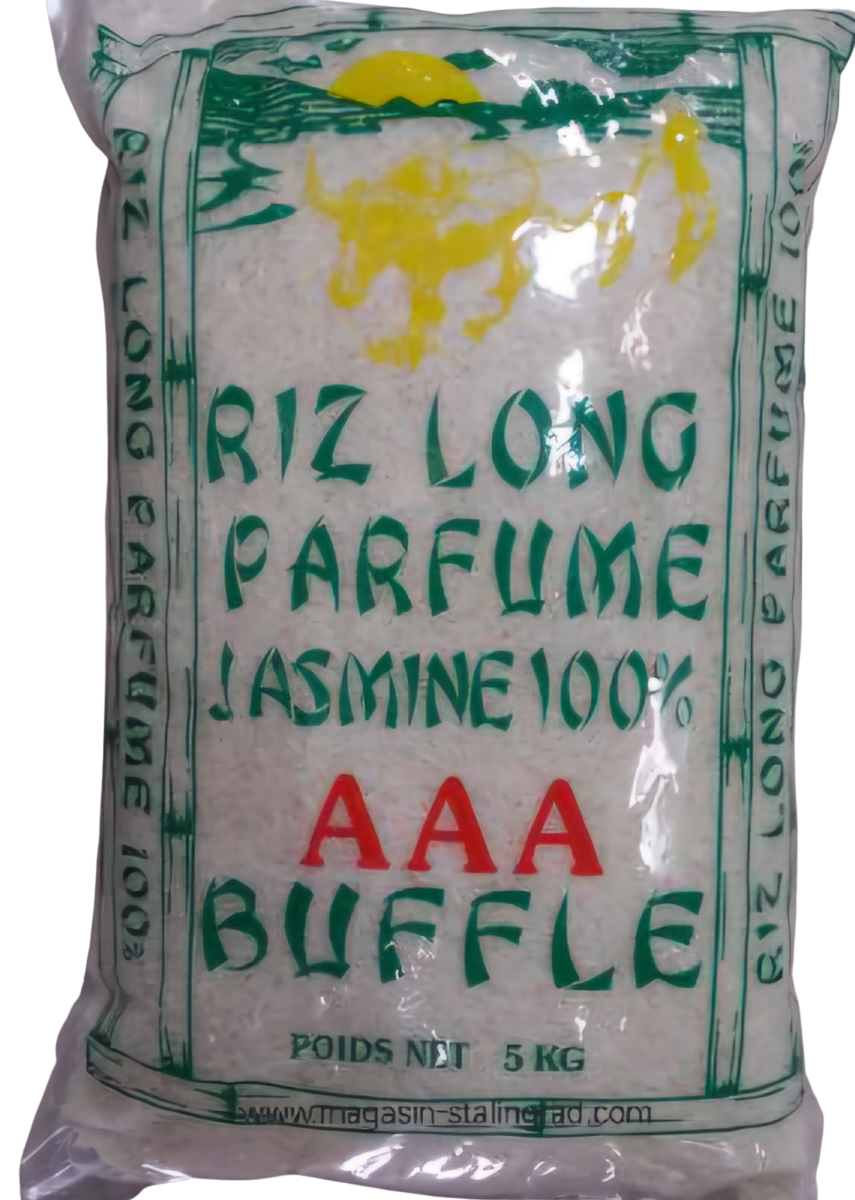 RIZ LONG
PARFUME
JASMINE 100%
AAA
BUFFLE
POIDS NET 5 KG
www.magasin-stalingrad.com
RIZ LONG PARFUME 100%
RIZ LONG PARFUME 100%